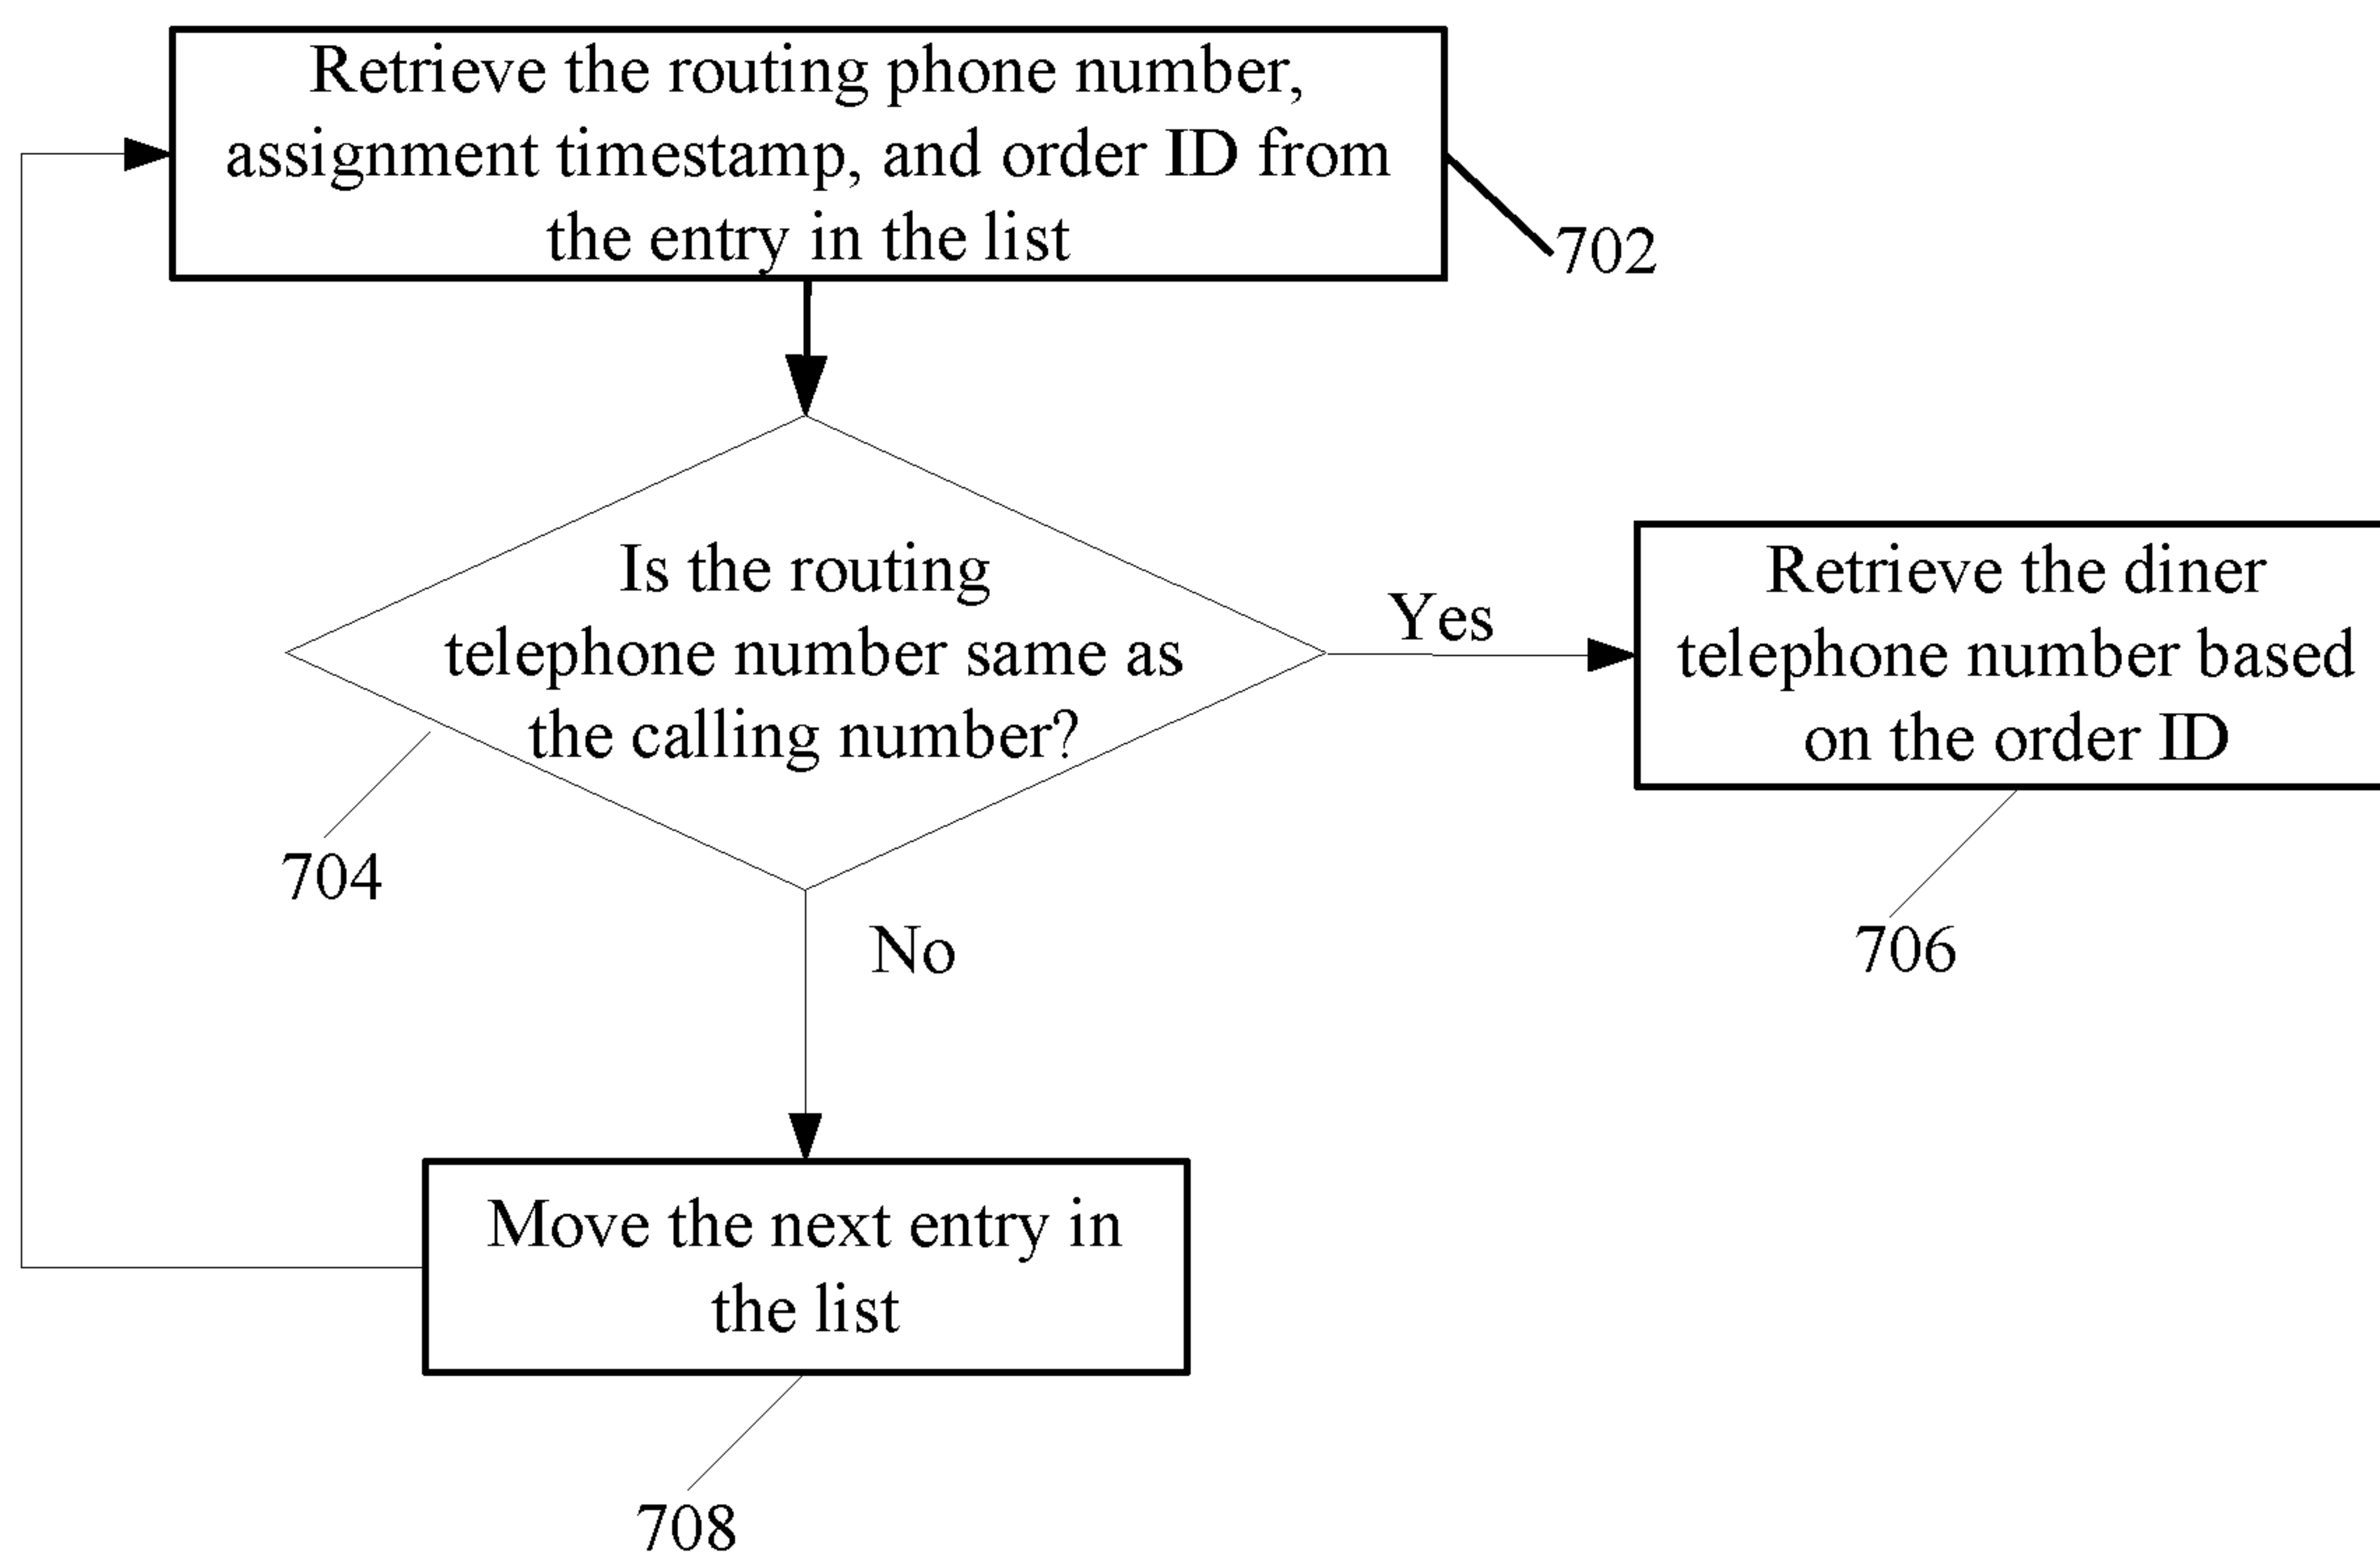 Retrieve the routing phone number,
assignment timestamp, and order ID from
the entry in the list
702
Is the routing
telephone number same as
the calling number?
704
Yes
Retrieve the diner
telephone number based
on the order ID
706
No
Move the next entry in
the list
708